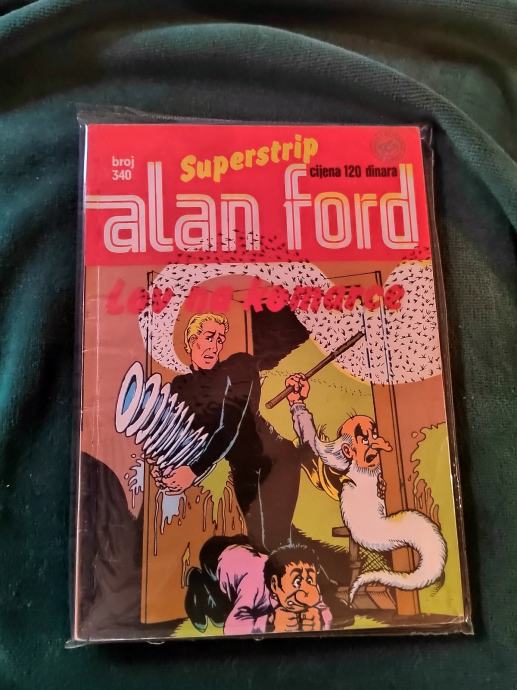 broj
340
Superstrip
cijena 120 dinara
alan ford
Lov na komarce